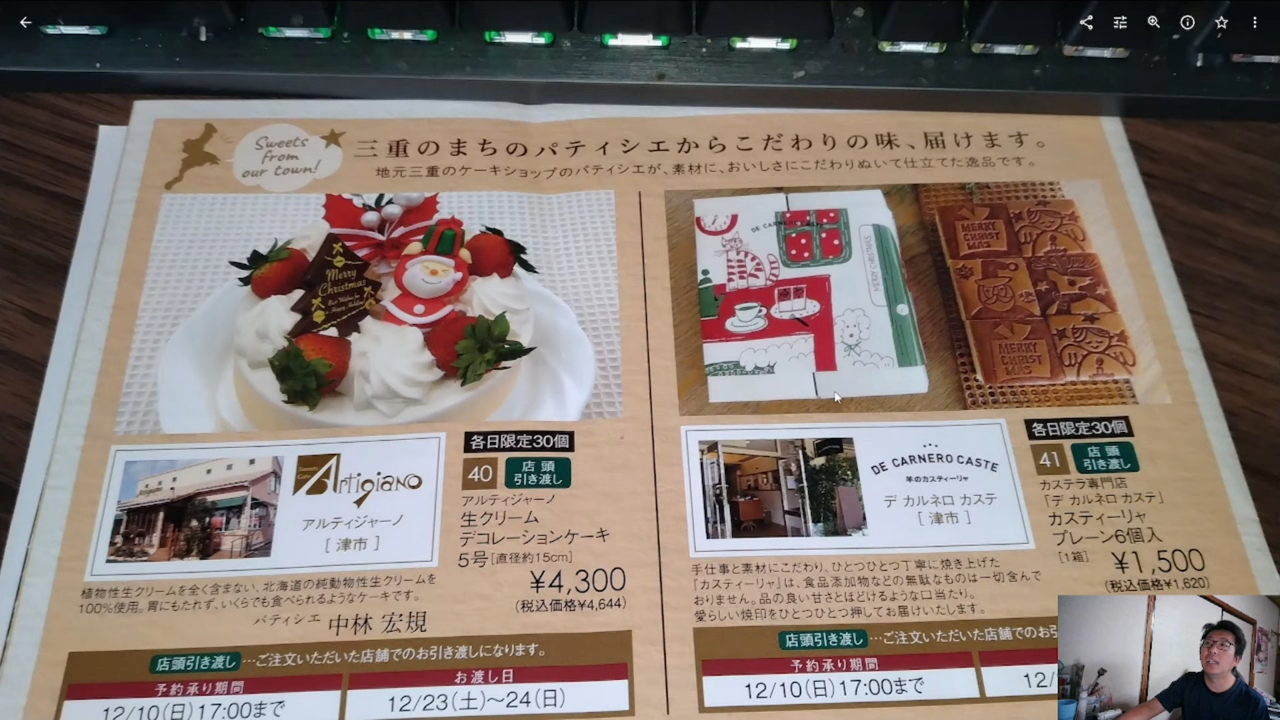 Sweets
from
our town!
三重のまちのパティシエからこだわりの味、届けます。
地元三重のケーキショップのパティシエが、素材に、おいしさにこだわりぬいて仕立てた逸品です。
Merry
Christmas
DE CARNERO CASTE
MERRY CHRISTMAS
MERRY
CHRIST
MAS
MERRY
CHRIST
MAS
Artigiano
アルティジャーノ
[津市]
各日限定30個
40 店頭引き渡し
アルティジャーノ
生クリーム
デコレーションケーキ
5号[直径約15cm]
¥4,300
(税込価格¥4,644)
植物性生クリームを全く含まない、北海道の純動物性生クリームを
100%使用。胃にもたれず、いくらでも食べられるようなケーキです。
パティシエ 中林 宏規
店頭引き渡し…ご注文いただいた店舗でのお引き渡しになります。
予約承り期間
12/10(日)17:00まで
お渡し日
12/23(土)〜24(日)
DE CARNERO CASTE
羊のカスティーリャ
デ カルネロ カステ
[津市]
各日限定30個
41 店頭引き渡し
カステラ専門店
「デ カルネロ カステ」
カスティーリャ
プレーン6個入
[1箱] ¥1,500
(税込価格¥1,620)
手仕事と素材にこだわり、ひとつひとつ丁寧に焼き上げた
『カスティーリャ』は、食品添加物などの無駄なものは一切含んで
おりません。品の良い甘さとほどけるような口当たり。
愛らしい焼印をひとつひとつ押してお届けいたします。
店頭引き渡し…ご注文いただいた店
予約承り期間
12/10(日)17:00まで
12/